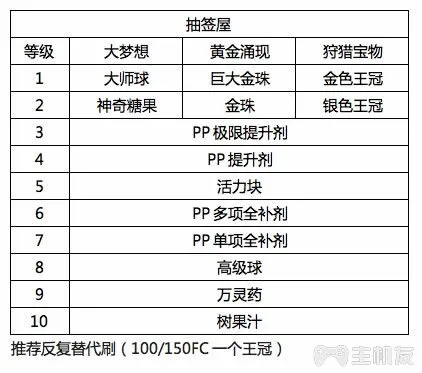 抽签屋
等级 大梦想 黄金涌现 狩猎宝物
1 大师球 巨大金珠 金色王冠
2 神奇糖果 金珠 银色王冠
3 PP 极限提升剂
4 PP 提升剂
5 活力块
6 PP 多项全补剂
7 PP 单项全补剂
8 高级球
9 万灵药
10 树果汁
推荐反复替代刷（100/150FC 一个王冠）
主机友